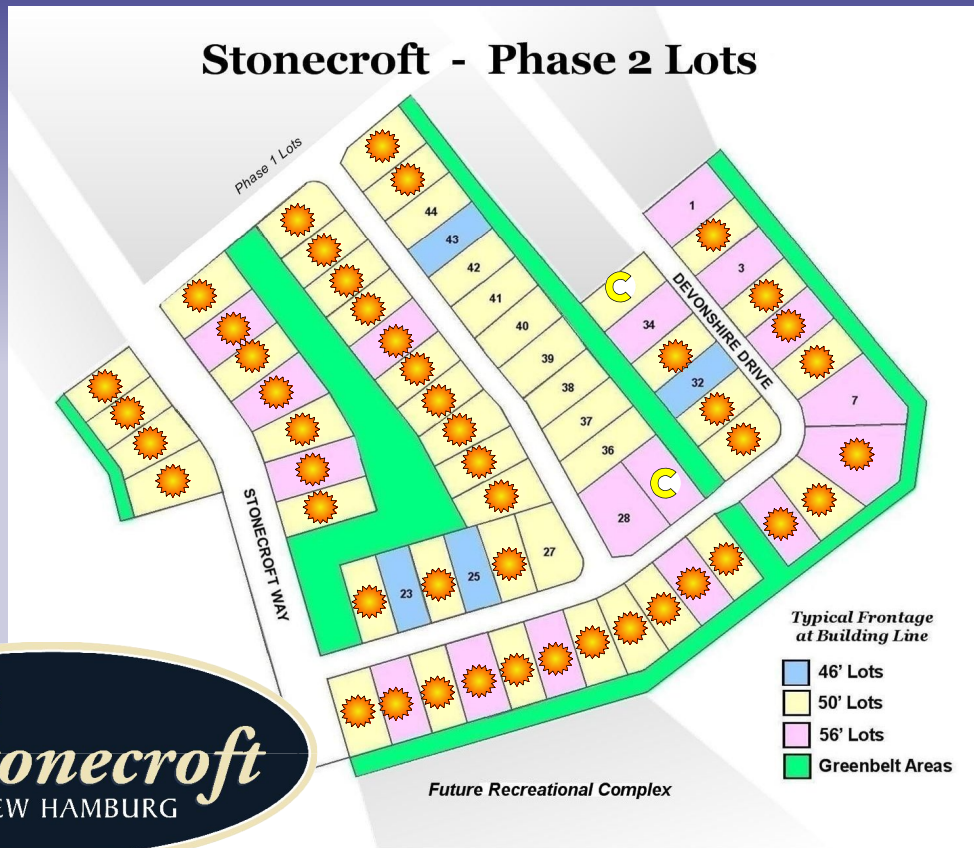 Stonecroft - Phase 2 Lots
Phase 1 Lots
44
43
42
41
40
39
38
37
36
28
1
3
34
32
7
DEVONSHIRE DRIVE
STONECROFT WAY
23
25
27
Typical Frontage
at Building Line
46’ Lots
50’ Lots
56’ Lots
Greenbelt Areas
Future Recreational Complex
C
C
onecroft
EW HAMBURG